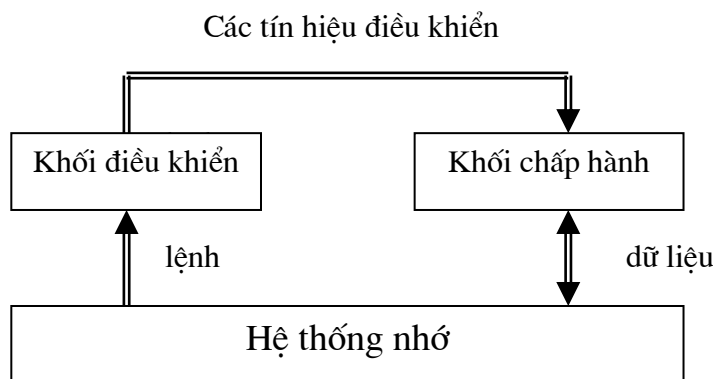 Các tín hiệu điều khiển
Khối điều khiển
Khối chấp hành
lệnh
dữ liệu
Hệ thống nhớ